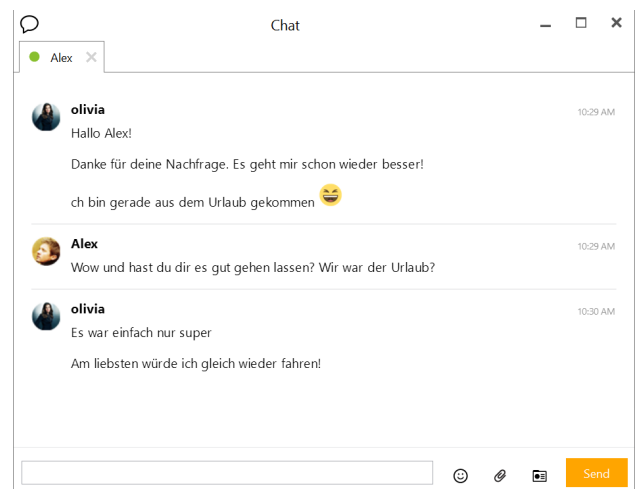 Chat
Alex
olivia 10:29 AM
Hallo Alex!
Danke für deine Nachfrage. Es geht mir schon wieder besser!
ch bin gerade aus dem Urlaub gekommen
Alex 10:29 AM
Wow und hast du dir es gut gehen lassen? Wir war der Urlaub?
olivia 10:30 AM
Es war einfach nur super
Am liebsten würde ich gleich wieder fahren!
Send